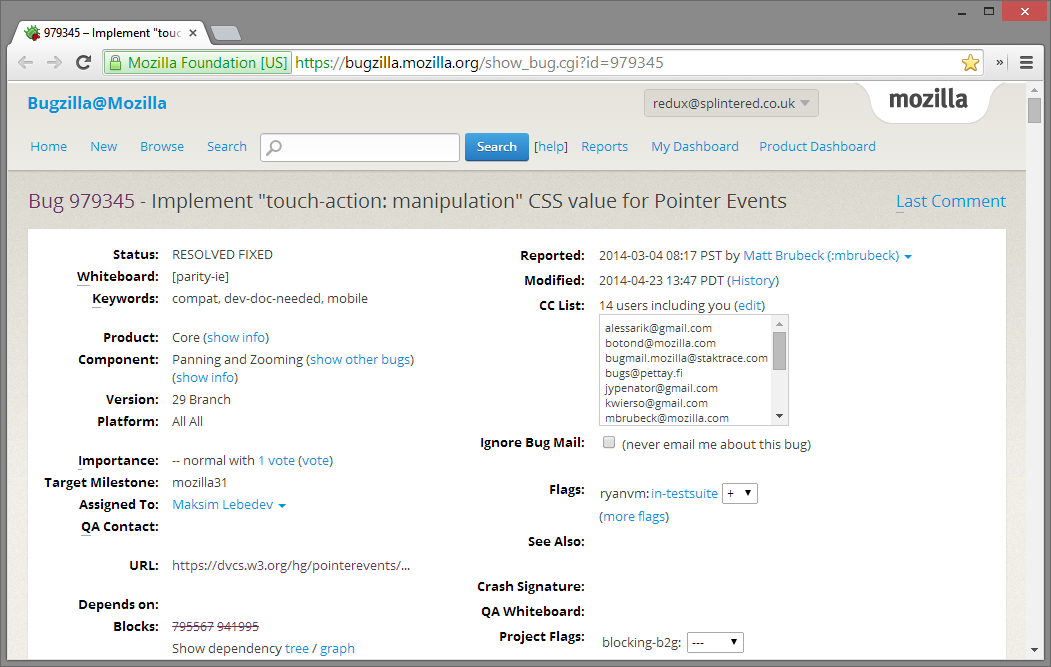 979345 – Implement "touc
Mozilla Foundation [US] https://bugzilla.mozilla.org/show_bug.cgi?id=979345
Bugzilla@Mozilla
redux@splintered.co.uk
mozilla
Home New Browse Search Search [help] Reports My Dashboard Product Dashboard
Bug 979345 - Implement "touch-action: manipulation" CSS value for Pointer Events
Last Comment
Status: RESOLVED FIXED
Whiteboard: [parity-ie]
Keywords: compat, dev-doc-needed, mobile
Product: Core (show info)
Component: Panning and Zooming (show other bugs)
(show info)
Version: 29 Branch
Platform: All All
Importance: -- normal with 1 vote (vote)
Target Milestone: mozilla31
Assigned To: Maksim Lebedev
QA Contact:
URL: https://dvcs.w3.org/hg/pointerevents/...
Depends on:
Blocks: 795567 941995
Show dependency tree / graph
Reported: 2014-03-04 08:17 PST by Matt Brubeck (:mbrubeck)
Modified: 2014-04-23 13:47 PDT (History)
CC List: 14 users including you (edit)
alessarik@gmail.com
botond@mozilla.com
bugmail.mozilla@staktrace.com
bugs@pettay.fi
jypenator@gmail.com
kwierso@gmail.com
mbrubeck@mozilla.com
Ignore Bug Mail: (never email me about this bug)
Flags: ryanvm: in-testsuite +
(more flags)
See Also:
Crash Signature:
QA Whiteboard:
Project Flags: blocking-b2g: ---